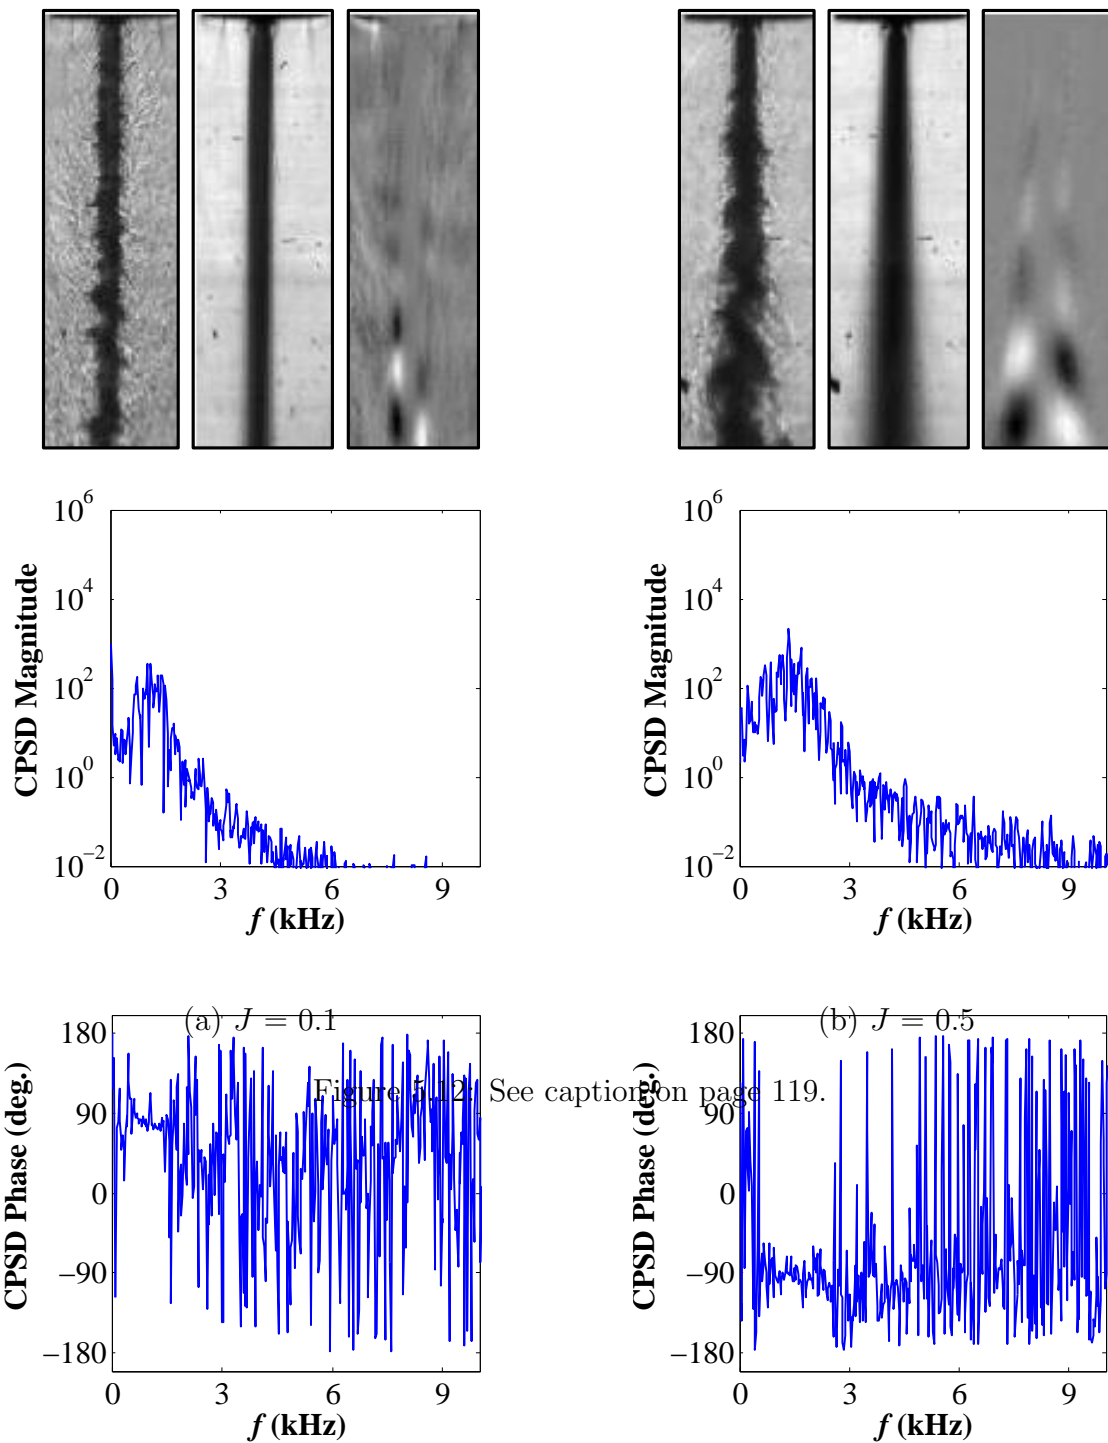 10^6
10^4
10^2
10^0
10^−2
CPSD Magnitude
0 3 6 9
f (kHz)
10^6
10^4
10^2
10^0
10^−2
CPSD Magnitude
0 3 6 9
f (kHz)
180
90
0
−90
−180
CPSD Phase (deg.)
0 3 6 9
f (kHz)
(a) J = 0.1
180
90
0
−90
−180
CPSD Phase (deg.)
0 3 6 9
f (kHz)
(b) J = 0.5
Figure 5.12: See caption on page 119.